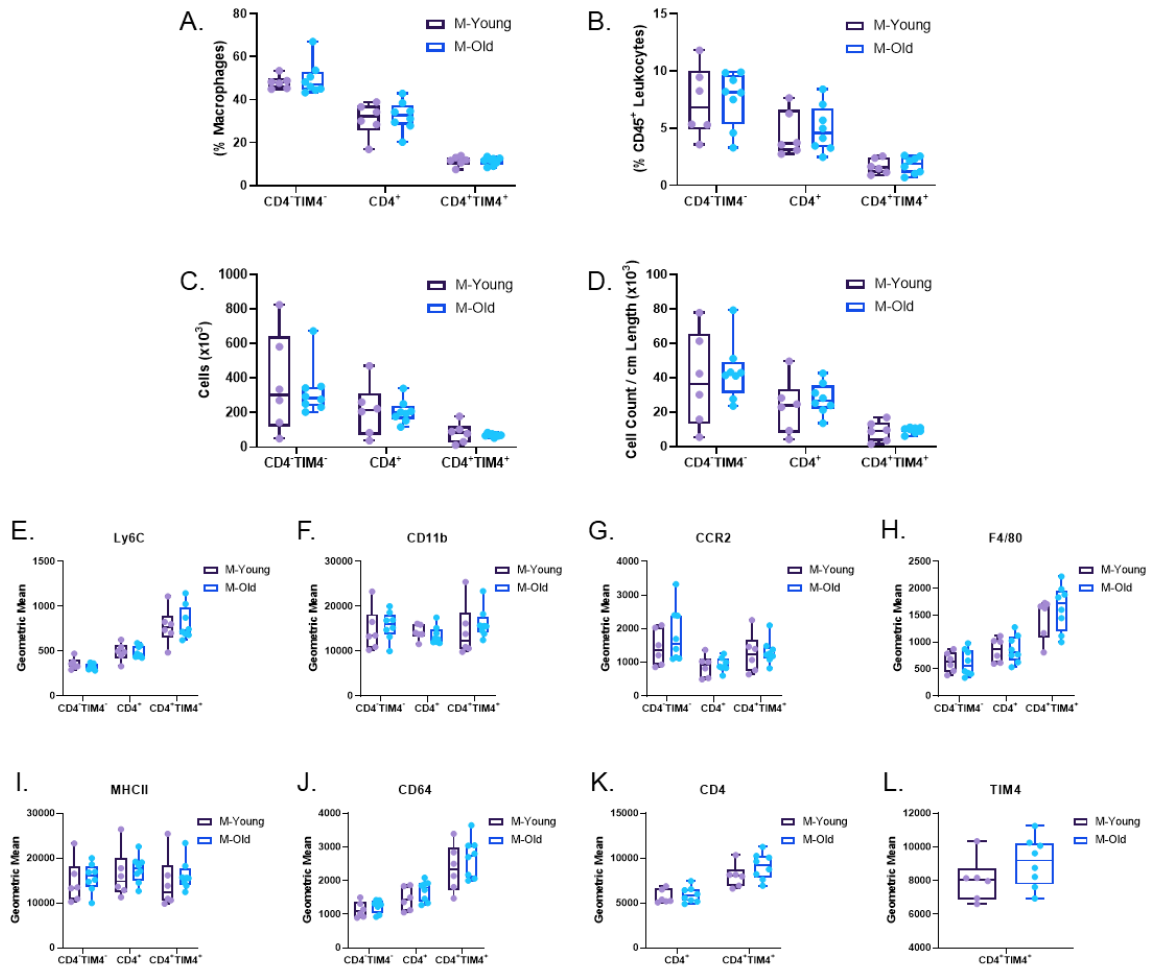 A.
M-Young
M-Old
(% Macrophages)
80
60
40
20
0
CD4⁻TIM4⁻
CD4⁺
CD4⁺TIM4⁺
B.
M-Young
M-Old
(% CD45⁺ Leukocytes)
15
10
5
0
CD4⁻TIM4⁻
CD4⁺
CD4⁺TIM4⁺
C.
M-Young
M-Old
Cells (x10³)
1000
800
600
400
200
0
CD4⁻TIM4⁻
CD4⁺
CD4⁺TIM4⁺
D.
M-Young
M-Old
Cell Count / cm Length (x10³)
100
80
60
40
20
0
CD4⁻TIM4⁻
CD4⁺
CD4⁺TIM4⁺
E.
Ly6C
M-Young
M-Old
Geometric Mean
1500
1000
500
0
CD4⁻TIM4⁻
CD4⁺
CD4⁺TIM4⁺
F.
CD11b
M-Young
M-Old
Geometric Mean
30000
20000
10000
0
CD4⁻TIM4⁻
CD4⁺
CD4⁺TIM4⁺
G.
CCR2
M-Young
M-Old
Geometric Mean
4000
3000
2000
1000
0
CD4⁻TIM4⁻
CD4⁺
CD4⁺TIM4⁺
H.
F4/80
M-Young
M-Old
Geometric Mean
2500
2000
1500
1000
500
0
CD4⁻TIM4⁻
CD4⁺
CD4⁺TIM4⁺
I.
MHCII
M-Young
M-Old
Geometric Mean
30000
20000
10000
0
CD4⁻TIM4⁻
CD4⁺
CD4⁺TIM4⁺
J.
CD64
M-Young
M-Old
Geometric Mean
4000
3000
2000
1000
0
CD4⁻TIM4⁻
CD4⁺
CD4⁺TIM4⁺
K.
CD4
M-Young
M-Old
Geometric Mean
15000
10000
5000
0
CD4⁺
CD4⁺TIM4⁺
L.
TIM4
M-Young
M-Old
Geometric Mean
12000
10000
8000
6000
4000
CD4⁺TIM4⁺